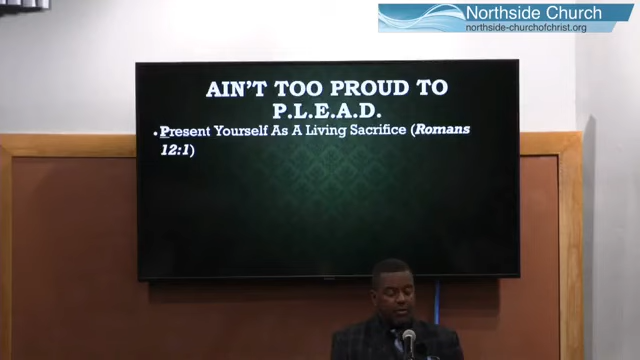 Northside Church
northside-churchofchrist.org
AIN'T TOO PROUD TO
P.L.E.A.D.
• Present Yourself As A Living Sacrifice (Romans
12:1)